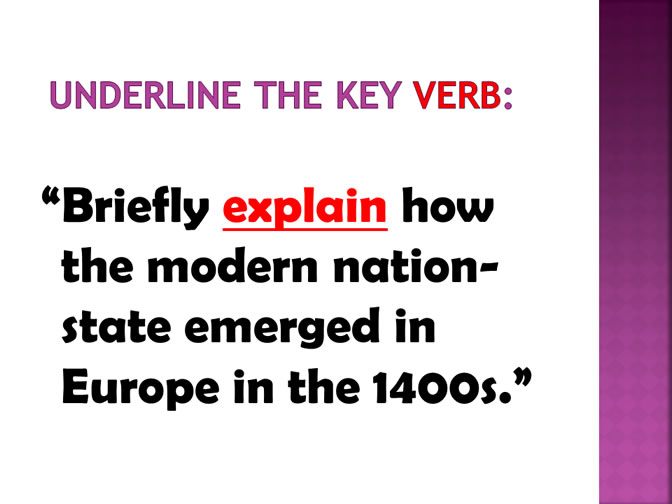 UNDERLINE THE KEY VERB:
“Briefly explain how
the modern nation-
state emerged in
Europe in the 1400s.”